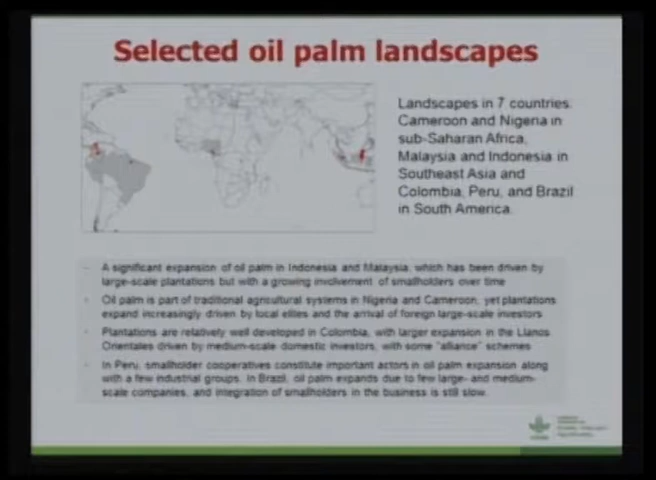 Selected oil palm landscapes
Landscapes in 7 countries.
Cameroon and Nigeria in
sub-Saharan Africa,
Malaysia and Indonesia in
Southeast Asia and
Colombia, Peru, and Brazil
in South America.
- A significant expansion of oil palm in Indonesia and Malaysia, which has been driven by
large-scale plantations but with a growing involvement of smallholders over time
Oil palm is part of traditional agricultural systems in Nigeria and Cameroon, yet plantations
expand increasingly driven by local elites and the arrival of foreign large-scale investors
Plantations are relatively well developed in Colombia, with larger expansion in the Llanos
Orientales driven by medium-scale domestic investors, with some "alliance" schemes
In Peru, smallholder cooperatives constitute important actors in oil palm expansion along
with a few industrial groups. In Brazil, oil palm expands due to few large- and medium-
scale companies, and integration of smallholders in the business is still slow.